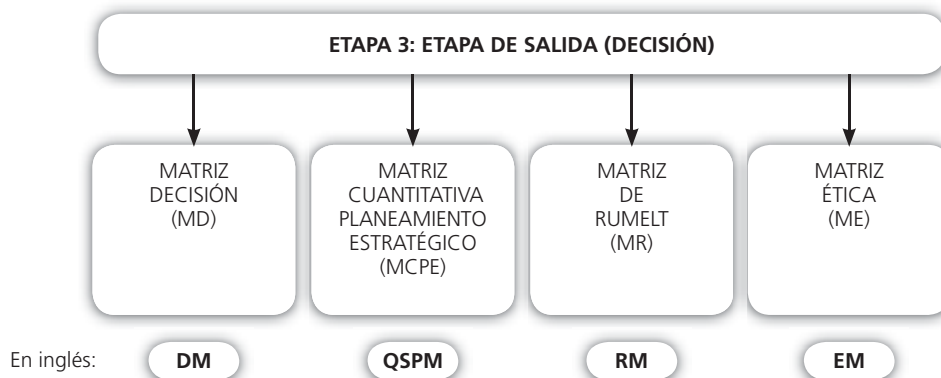 ETAPA 3: ETAPA DE SALIDA (DECISIÓN)
MATRIZ
DECISIÓN
(MD)
MATRIZ
CUANTITATIVA
PLANEAMIENTO
ESTRATÉGICO
(MCPE)
MATRIZ
DE
RUMELT
(MR)
MATRIZ
ÉTICA
(ME)
En inglés:
DM
QSPM
RM
EM